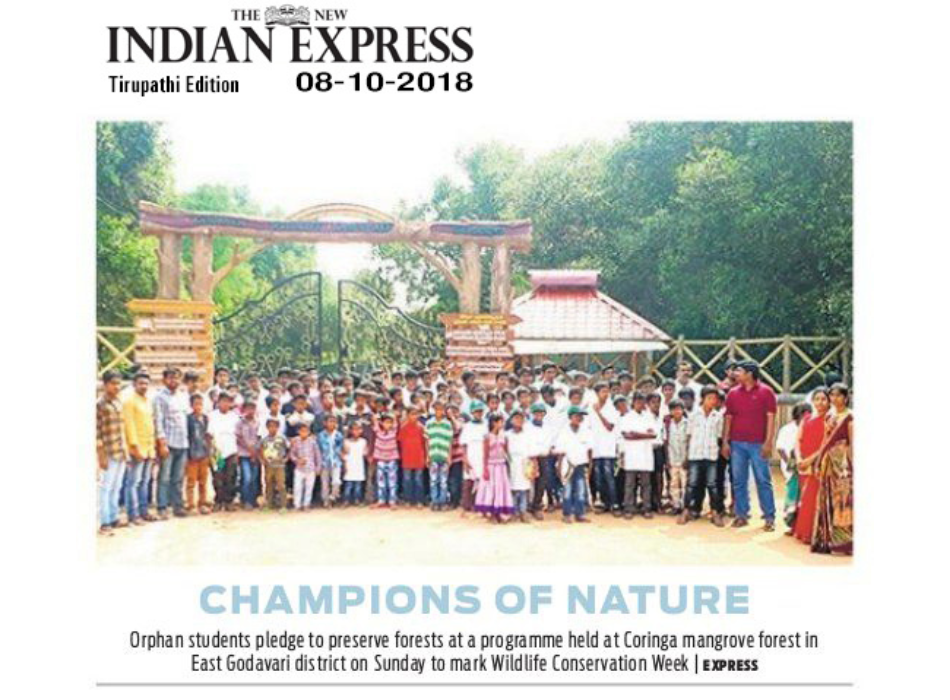 THE NEW
INDIAN EXPRESS
Tirupathi Edition 08-10-2018
CHAMPIONS OF NATURE
Orphan students pledge to preserve forests at a programme held at Coringa mangrove forest in
East Godavari district on Sunday to mark Wildlife Conservation Week | EXPRESS